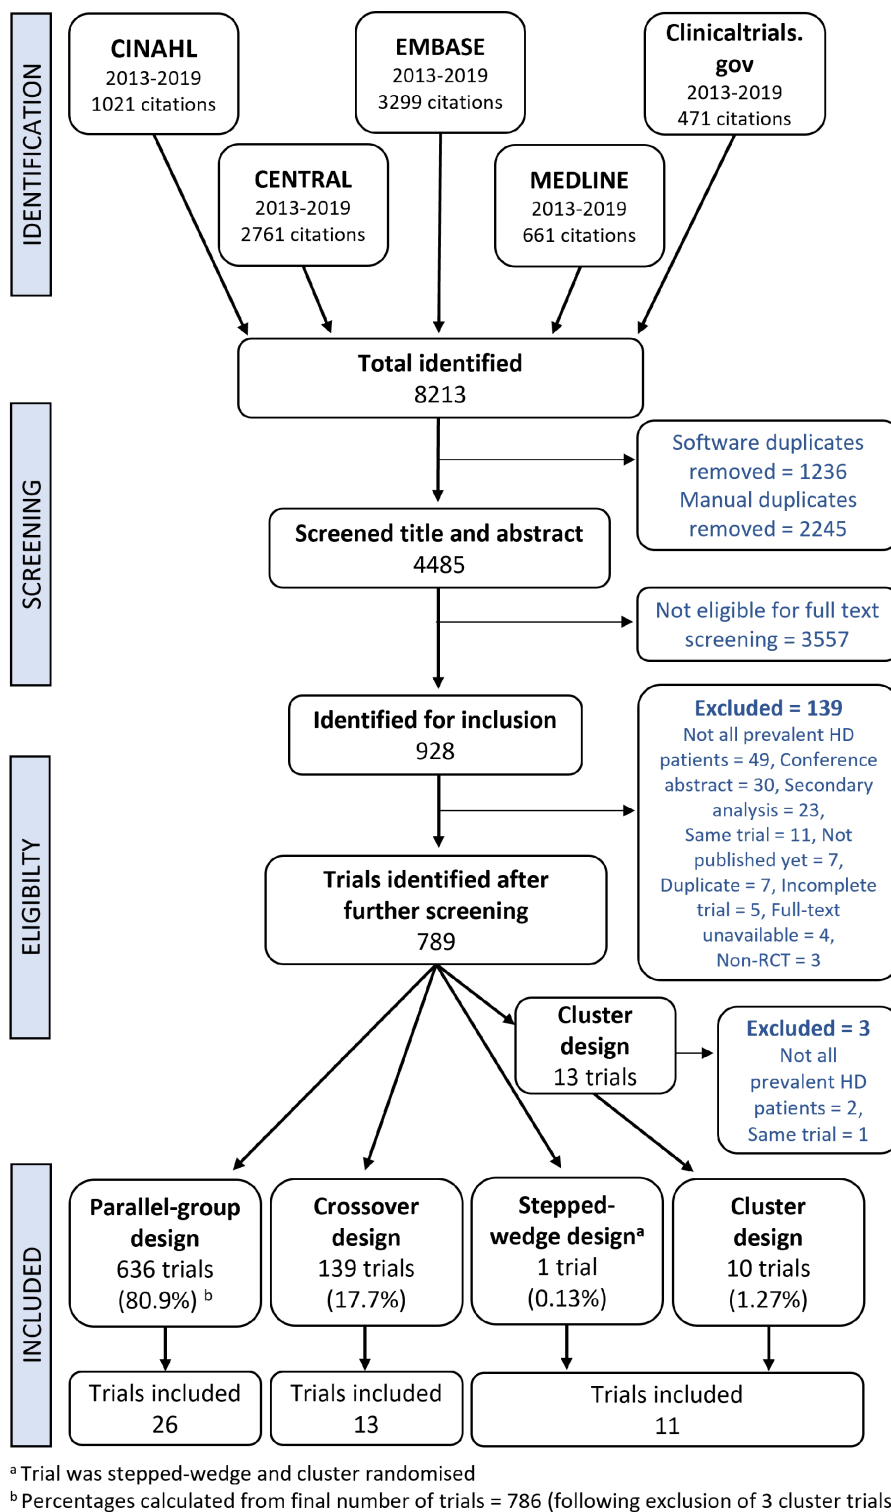 IDENTIFICATION
CINAHL
2013-2019
1021 citations
EMBASE
2013-2019
3299 citations
Clinicaltrials.
gov
2013-2019
471 citations
CENTRAL
2013-2019
2761 citations
MEDLINE
2013-2019
661 citations
Total identified
8213
SCREENING
Software duplicates
removed = 1236
Manual duplicates
removed = 2245
Screened title and abstract
4485
Not eligible for full text
screening = 3557
Identified for inclusion
928
Excluded = 139
Not all prevalent HD
patients = 49, Conference
abstract = 30, Secondary
analysis = 23,
Same trial = 11, Not
published yet = 7,
Duplicate = 7, Incomplete
trial = 5, Full-text
unavailable = 4,
Non-RCT = 3
ELIGIBILTY
Trials identified after
further screening
789
Cluster
design
13 trials
Excluded = 3
Not all
prevalent HD
patients = 2,
Same trial = 1
INCLUDED
Parallel-group
design
636 trials
(80.9%) b
Crossover
design
139 trials
(17.7%)
Stepped-
wedge designa
1 trial
(0.13%)
Cluster
design
10 trials
(1.27%)
Trials included
26
Trials included
13
Trials included
11
a Trial was stepped-wedge and cluster randomised
b Percentages calculated from final number of trials = 786 (following exclusion of 3 cluster trials